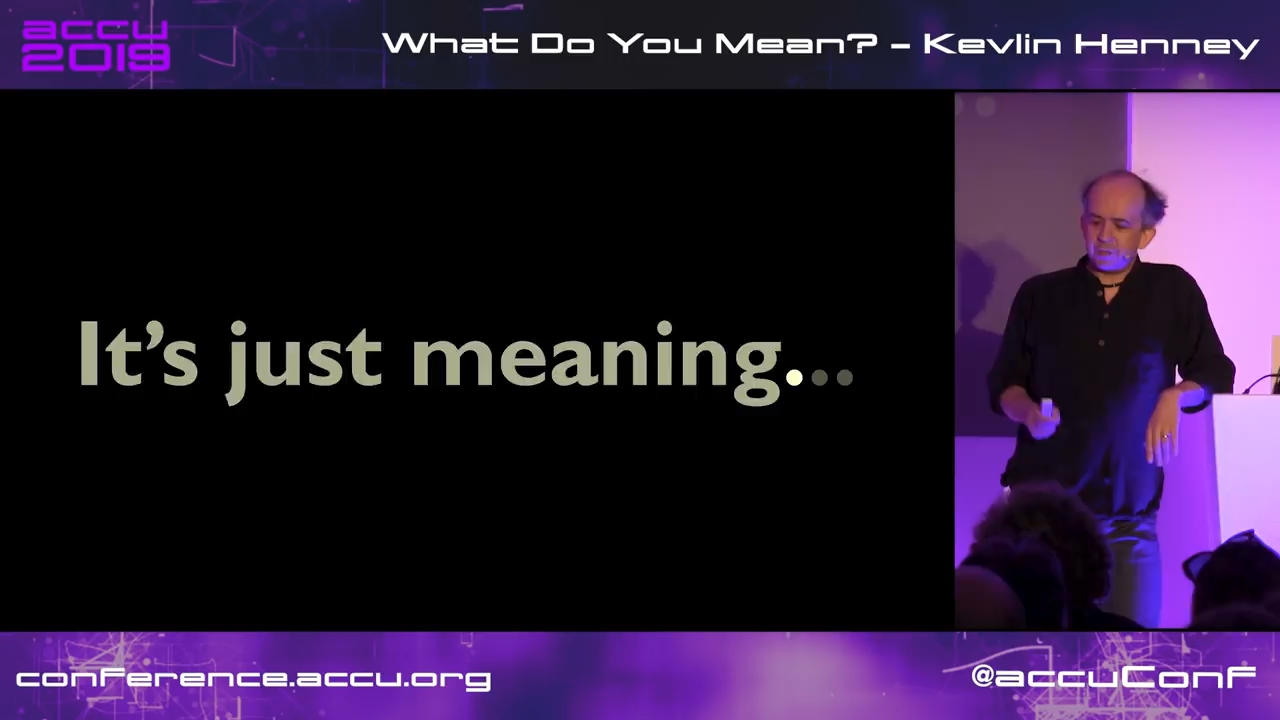 accu
2019
What Do You Mean? – Kevlin Henney
It's just meaning...
conference.accu.org
@accuConf